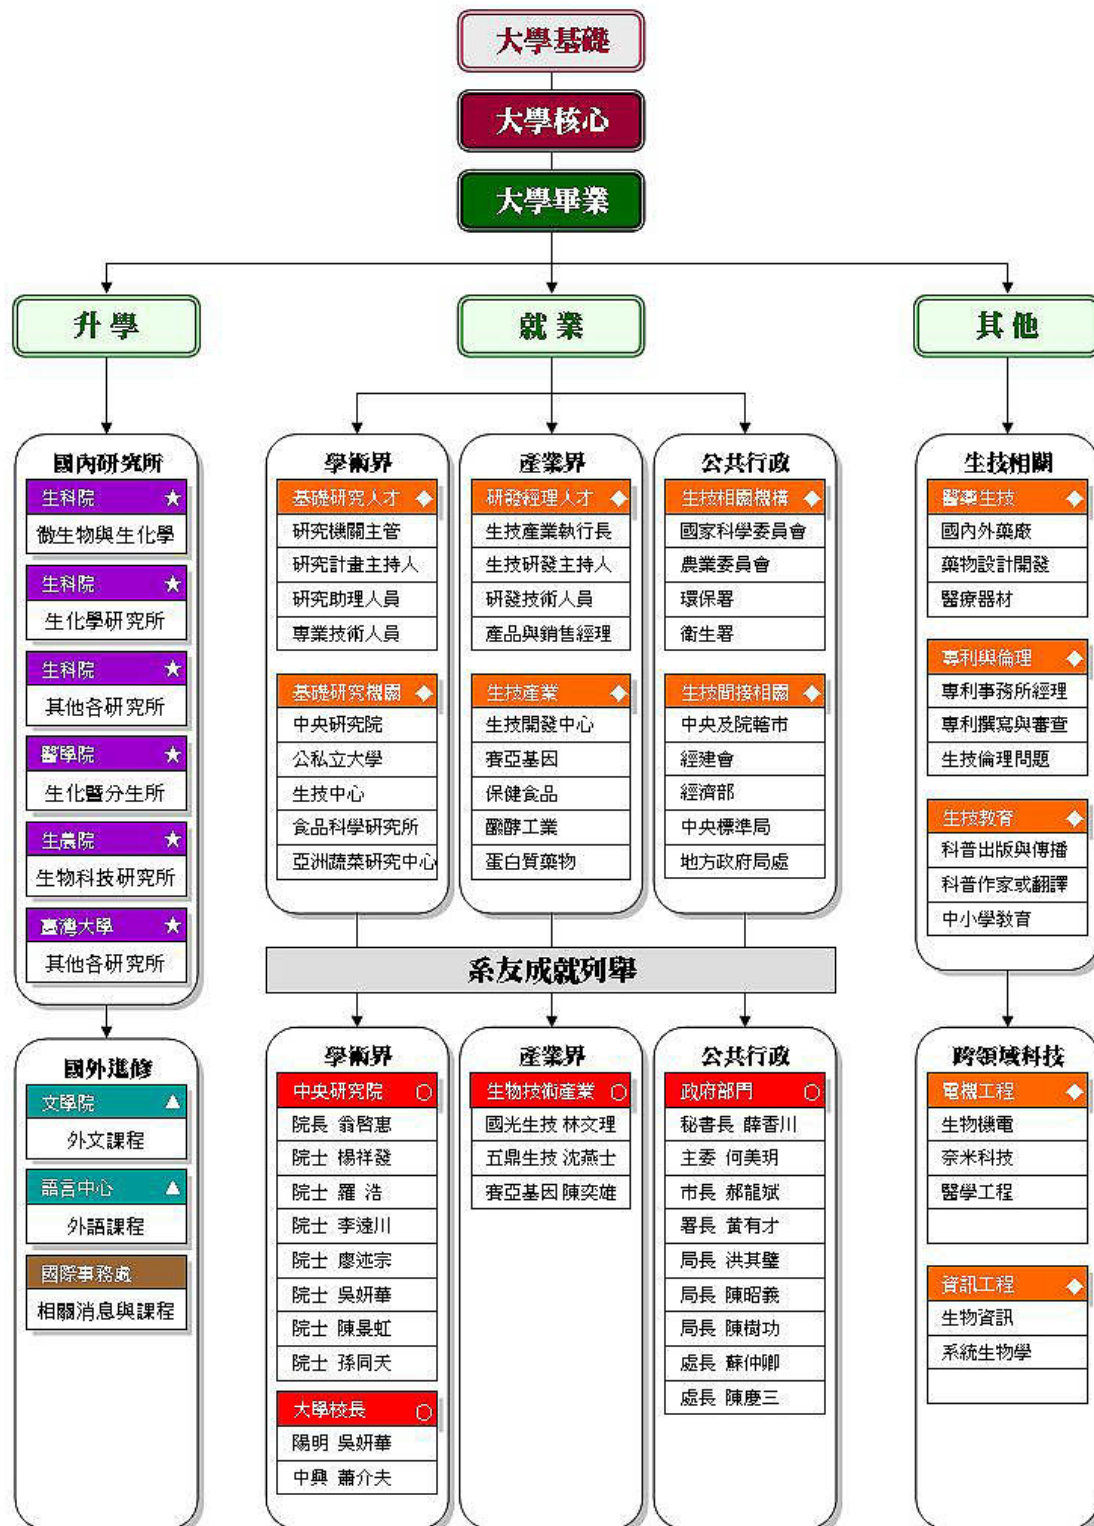 大學基礎
大學核心
大學畢業
升學
就業
其他
國內研究所
生科院 ★
微生物與生化學
生科院 ★
生化學研究所
生科院 ★
其他各研究所
醫學院 ★
生化暨分生所
生農院 ★
生物科技研究所
臺灣大學 ★
其他各研究所
國外進修
文學院 ▲
外文課程
語言中心 ▲
外語課程
國際事務處
相關消息與課程
學術界
基礎研究人才 ◆
研究機關主管
研究計畫主持人
研究助理人員
專業技術人員
基礎研究機關 ◆
中央研究院
公私立大學
生技中心
食品科學研究所
亞洲蔬菜研究中心
產業界
研發經理人才 ◆
生技產業執行長
生技研發主持人
研發技術人員
產品與銷售經理
生技產業 ◆
生技開發中心
賽亞基因
保健食品
醱酵工業
蛋白質藥物
公共行政
生技相關機構 ◆
國家科學委員會
農業委員會
環保署
衛生署
生技間接相關 ◆
中央及院轄市
經建會
經濟部
中央標準局
地方政府局處
系友成就列舉
學術界
中央研究院 ○
院長 翁啓惠
院士 楊祥發
院士 羅 浩
院士 李遠川
院士 廖述宗
院士 吳妍華
院士 陳景虹
院士 孫同天
大學校長 ○
陽明 吳妍華
中興 蕭介夫
產業界
生物技術產業 ○
國光生技 林文理
五鼎生技 沈燕士
賽亞基因 陳奕雄
公共行政
政府部門 ○
秘書長 薛香川
主委 何美玥
市長 郝龍斌
署長 黃有才
局長 洪其璧
局長 陳昭義
局長 陳樹功
處長 蘇仲卿
處長 陳慶三
生技相關
醫藥生技 ◆
國內外藥廠
藥物設計開發
醫療器材
專利與倫理 ◆
專利事務所經理
專利撰寫與審查
生技倫理問題
生技教育 ◆
科普出版與傳播
科普作家或翻譯
中小學教育
跨領域科技
電機工程 ◆
生物機電
奈米科技
醫學工程
資訊工程 ◆
生物資訊
系統生物學